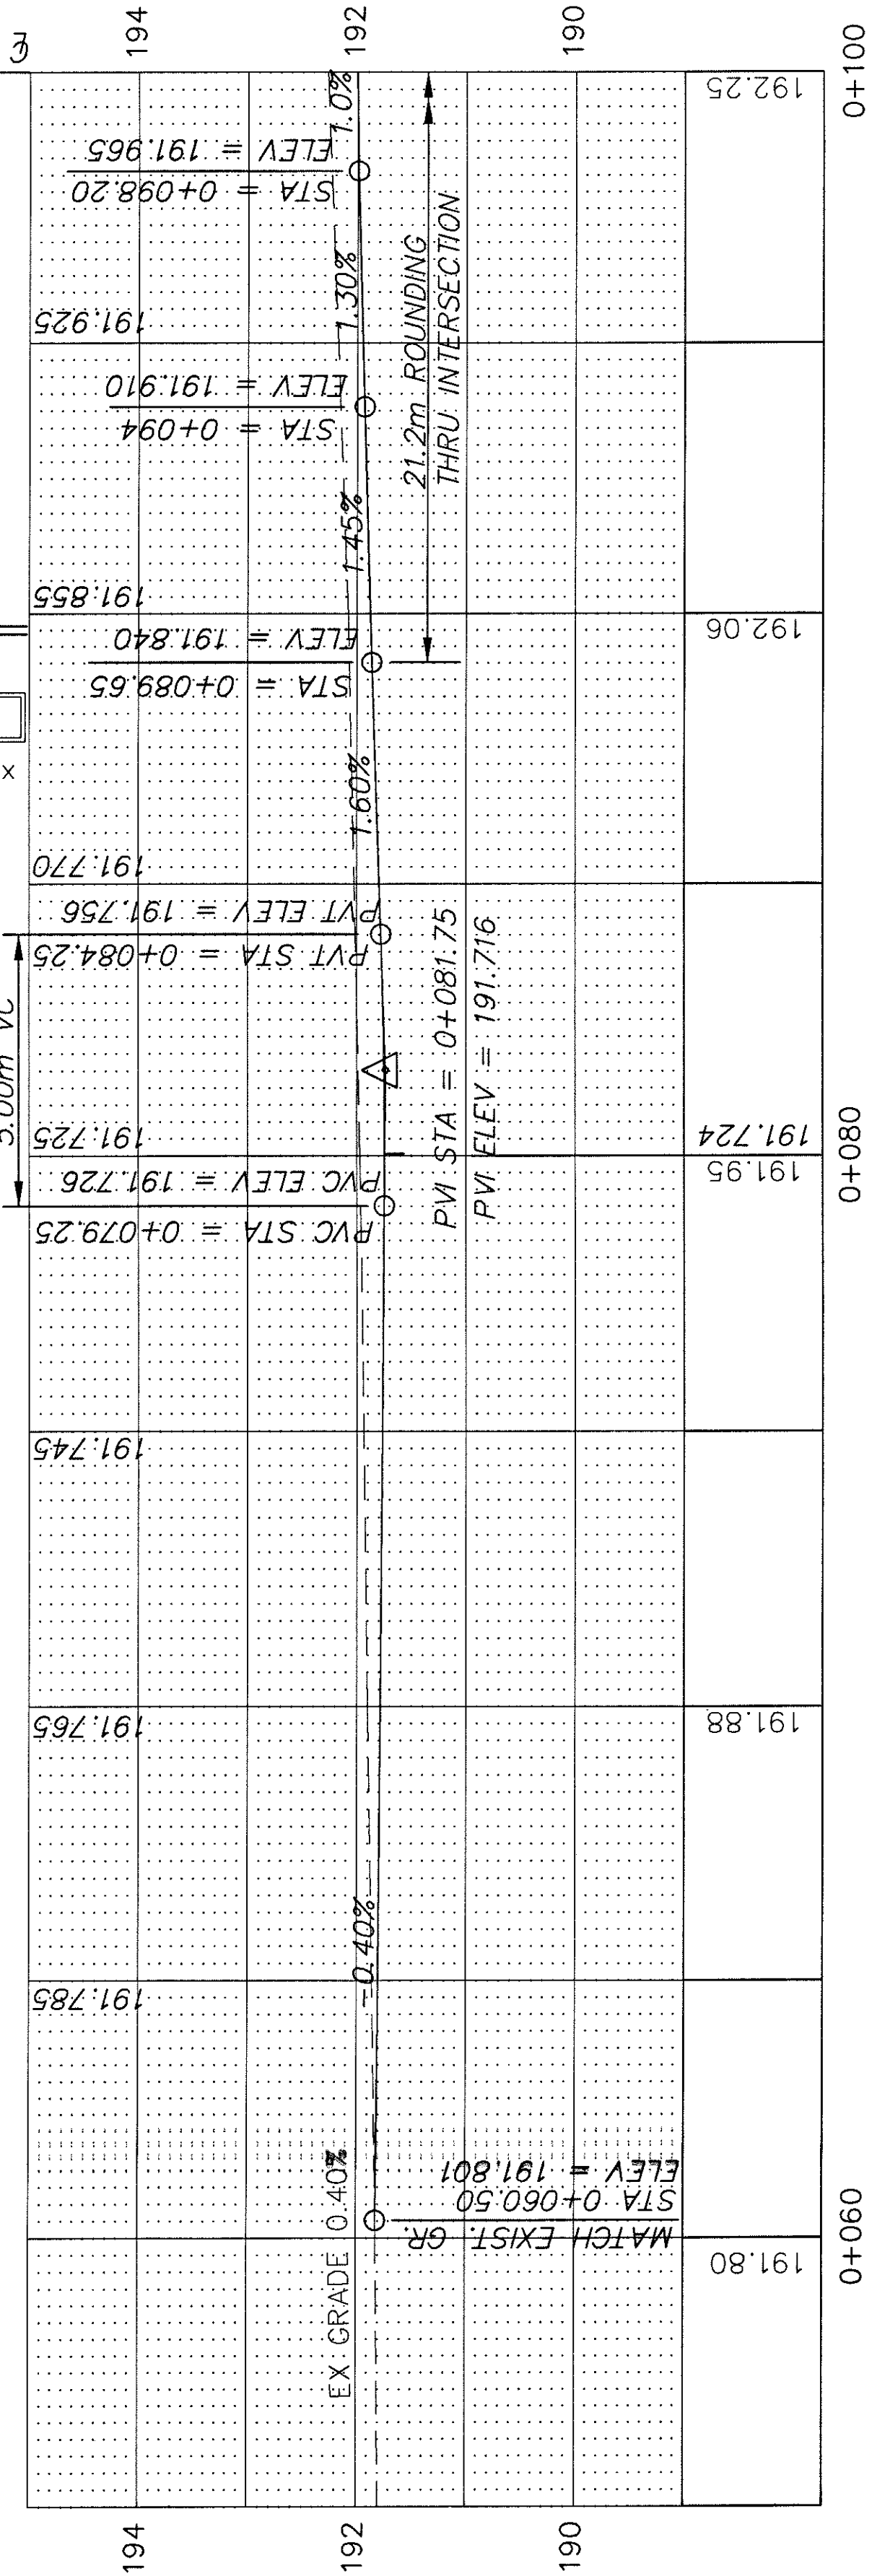 194
192
190
194
192
190
5.00m VC
x
191.785
191.765
191.745
191.725
191.770
191.855
191.925
EX GRADE 0.40%
-0.40%
1.60%
1.45%
1.30%
1.0%
MATCH EXIST. GR.
STA 0+060.50
ELEV = 191.801
PVC STA = 0+079.25
PVC ELEV = 191.726
PVI STA = 0+081.75
PVI ELEV = 191.716
PVT STA = 0+084.25
PVT ELEV = 191.756
STA = 0+089.65
ELEV = 191.840
STA = 0+094
ELEV = 191.910
STA = 0+098.20
ELEV = 191.965
21.2m ROUNDING
THRU INTERSECTION
191.80
191.88
191.95
191.724
192.06
192.25
0+060
0+080
0+100